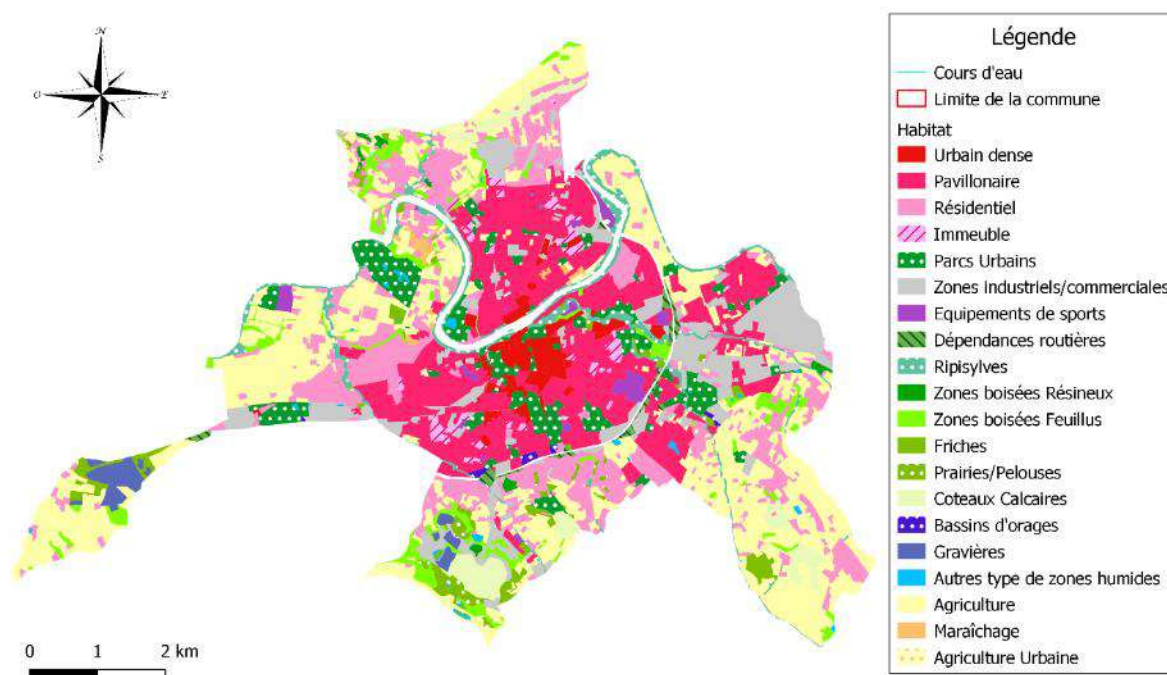 N
O
E
S
0 1 2 km
Légende
Cours d'eau
Limite de la commune
Habitat
Urbain dense
Pavillonaire
Résidentiel
Immeuble
Parcs Urbains
Zones industriels/commerciales
Equipements de sports
Dépendances routières
Ripisylves
Zones boisées Résineux
Zones boisées Feuillus
Friches
Prairies/Pelouses
Coteaux Calcaires
Bassins d'orages
Gravières
Autres type de zones humides
Agriculture
Maraîchage
Agriculture Urbaine